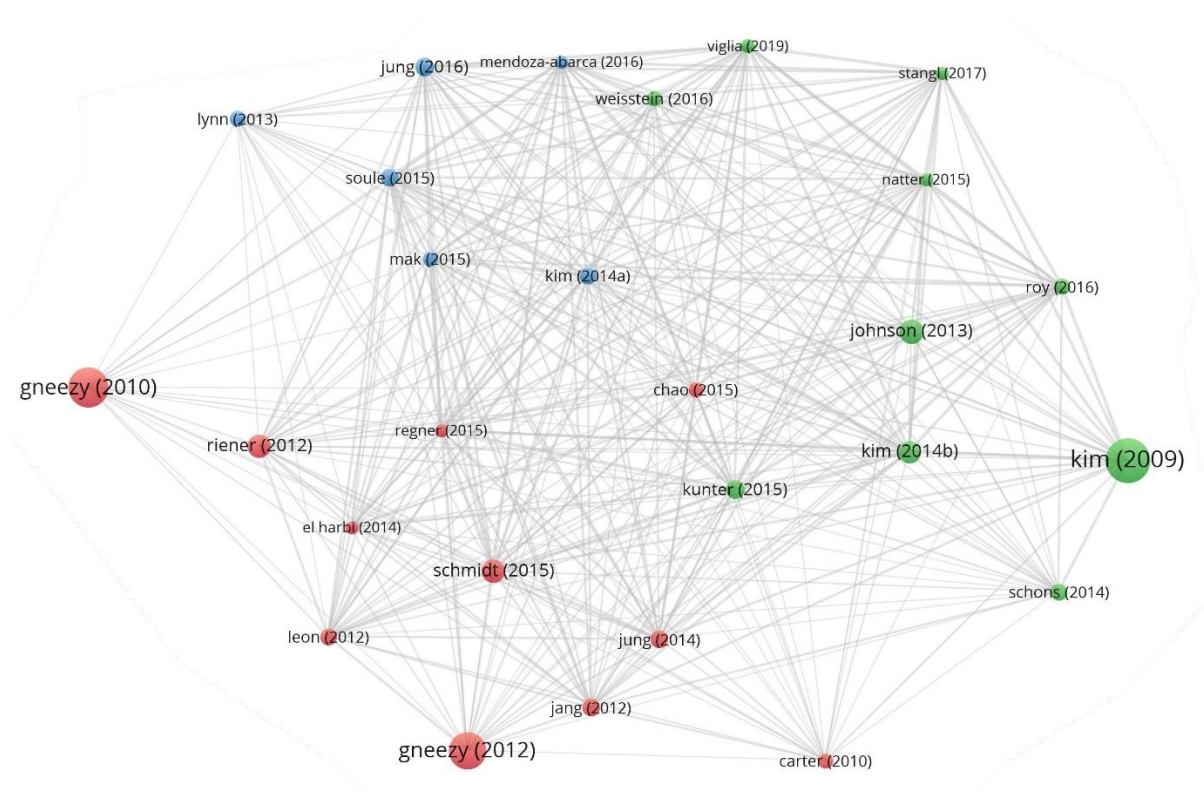 viglia (2019)
mendoza-abarca (2016)
jung (2016)
stangl (2017)
weisstein (2016)
lynn (2013)
soule (2015)
natter (2015)
mak (2015)
kim (2014a)
roy (2016)
johnson (2013)
gneezy (2010)
chao (2015)
regner (2015)
riener (2012)
kim (2014b)
kim (2009)
kunter (2015)
el harbi (2014)
schmidt (2015)
schons (2014)
leon (2012)
jung (2014)
jang (2012)
gneezy (2012)
carter (2010)